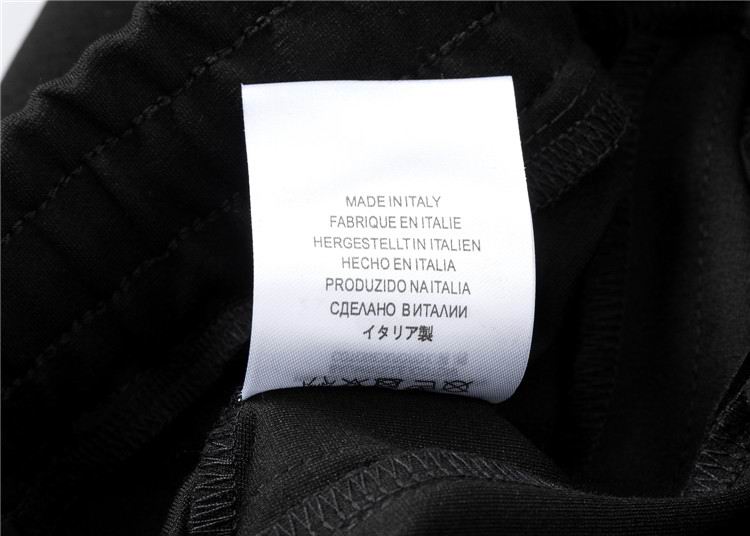 MADE IN ITALY
FABRIQUE EN ITALIE
HERGESTELLT IN ITALIEN
HECHO EN ITALIA
PRODUZIDO NA ITALIA
СДЕЛАНО В ИТАЛИИ
イタリア製